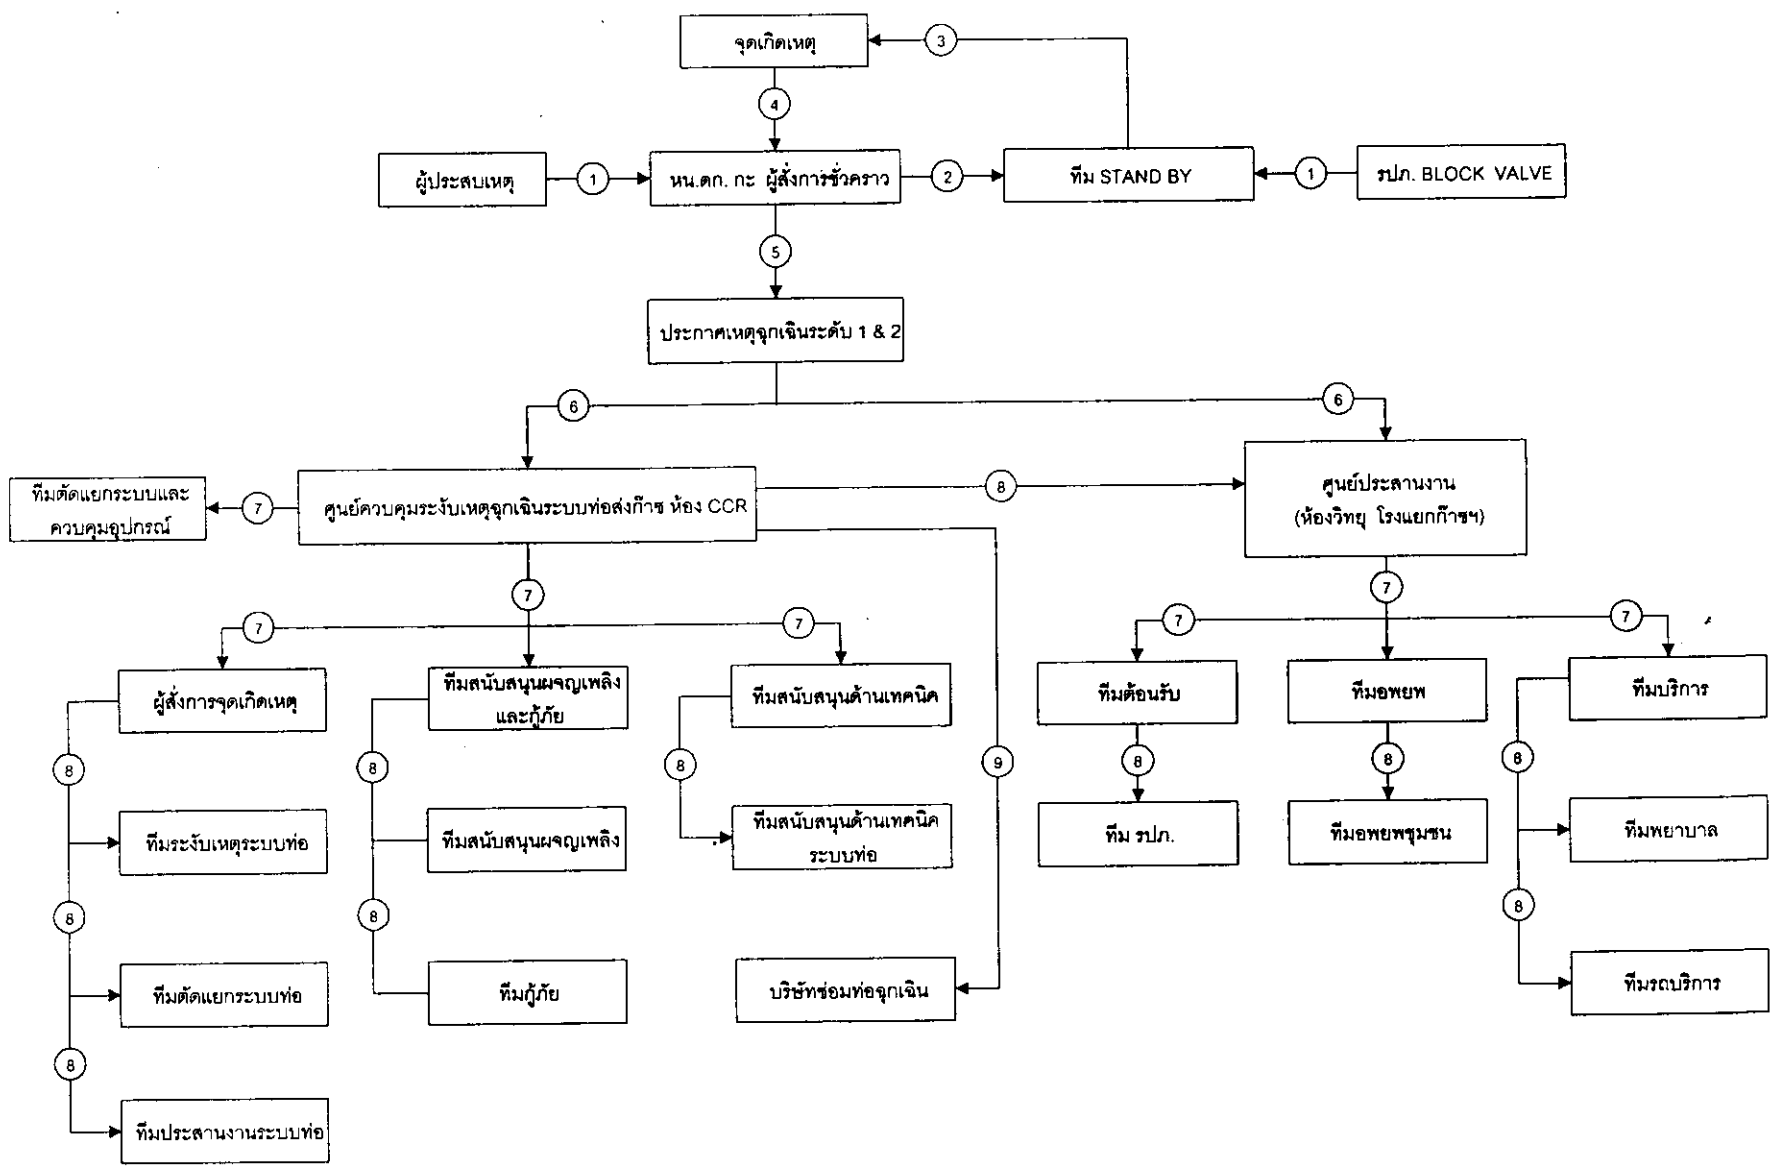 จุดเกิดเหตุ
3
4
ผู้ประสบเหตุ
1
หน.ดก. กะ ผู้สั่งการชั่วคราว
2
ทีม STAND BY
1
รปภ. BLOCK VALVE
5
ประกาศเหตุฉุกเฉินระดับ 1 & 2
6
6
ทีมตัดแยกระบบและ
ควบคุมอุปกรณ์
7
ศูนย์ควบคุมระงับเหตุฉุกเฉินระบบท่อส่งก๊าซ ห้อง CCR
8
ศูนย์ประสานงาน
(ห้องวิทยุ โรงแยกก๊าซฯ)
7
7
7
7
7
7
ผู้สั่งการจุดเกิดเหตุ
ทีมสนับสนุนผจญเพลิง
และกู้ภัย
ทีมสนับสนุนด้านเทคนิค
ทีมต้อนรับ
ทีมอพยพ
ทีมบริการ
8
8
8
9
8
8
8
ทีมระงับเหตุระบบท่อ
ทีมสนับสนุนผจญเพลิง
ทีมสนับสนุนด้านเทคนิค
ระบบท่อ
ทีม รปภ.
ทีมอพยพชุมชน
ทีมพยาบาล
8
8
8
ทีมตัดแยกระบบท่อ
ทีมกู้ภัย
บริษัทซ่อมท่อฉุกเฉิน
ทีมรถบริการ
8
ทีมประสานงานระบบท่อ